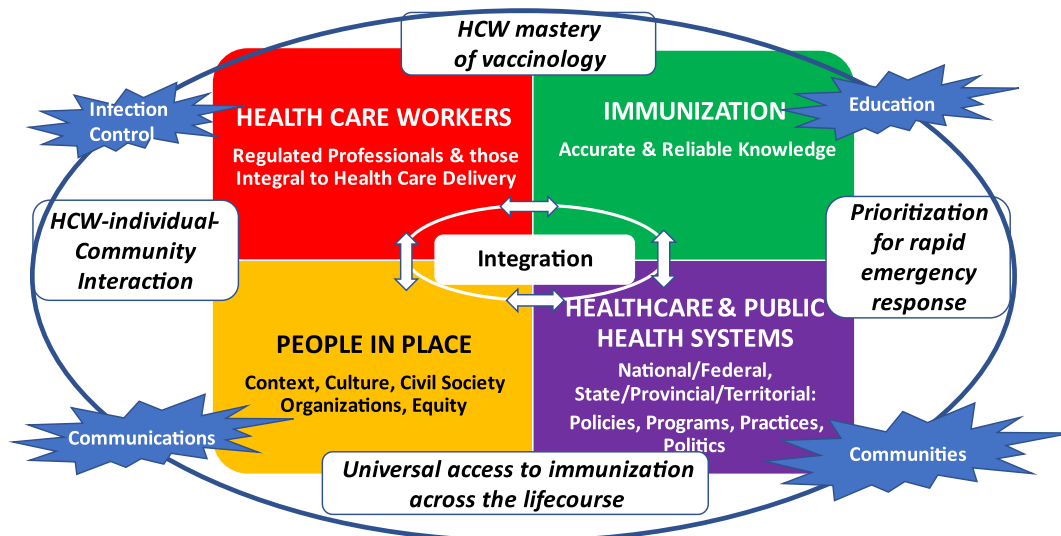 HCW mastery
of vaccinology
Infection
Control
Education
HEALTH CARE WORKERS
Regulated Professionals & those
Integral to Health Care Delivery
IMMUNIZATION
Accurate & Reliable Knowledge
HCW-individual-
Community
Interaction
Integration
Prioritization
for rapid
emergency
response
PEOPLE IN PLACE
Context, Culture, Civil Society
Organizations, Equity
HEALTHCARE & PUBLIC
HEALTH SYSTEMS
National/Federal,
State/Provincial/Territorial:
Policies, Programs, Practices,
Politics
Communications
Communities
Universal access to immunization
across the lifecourse